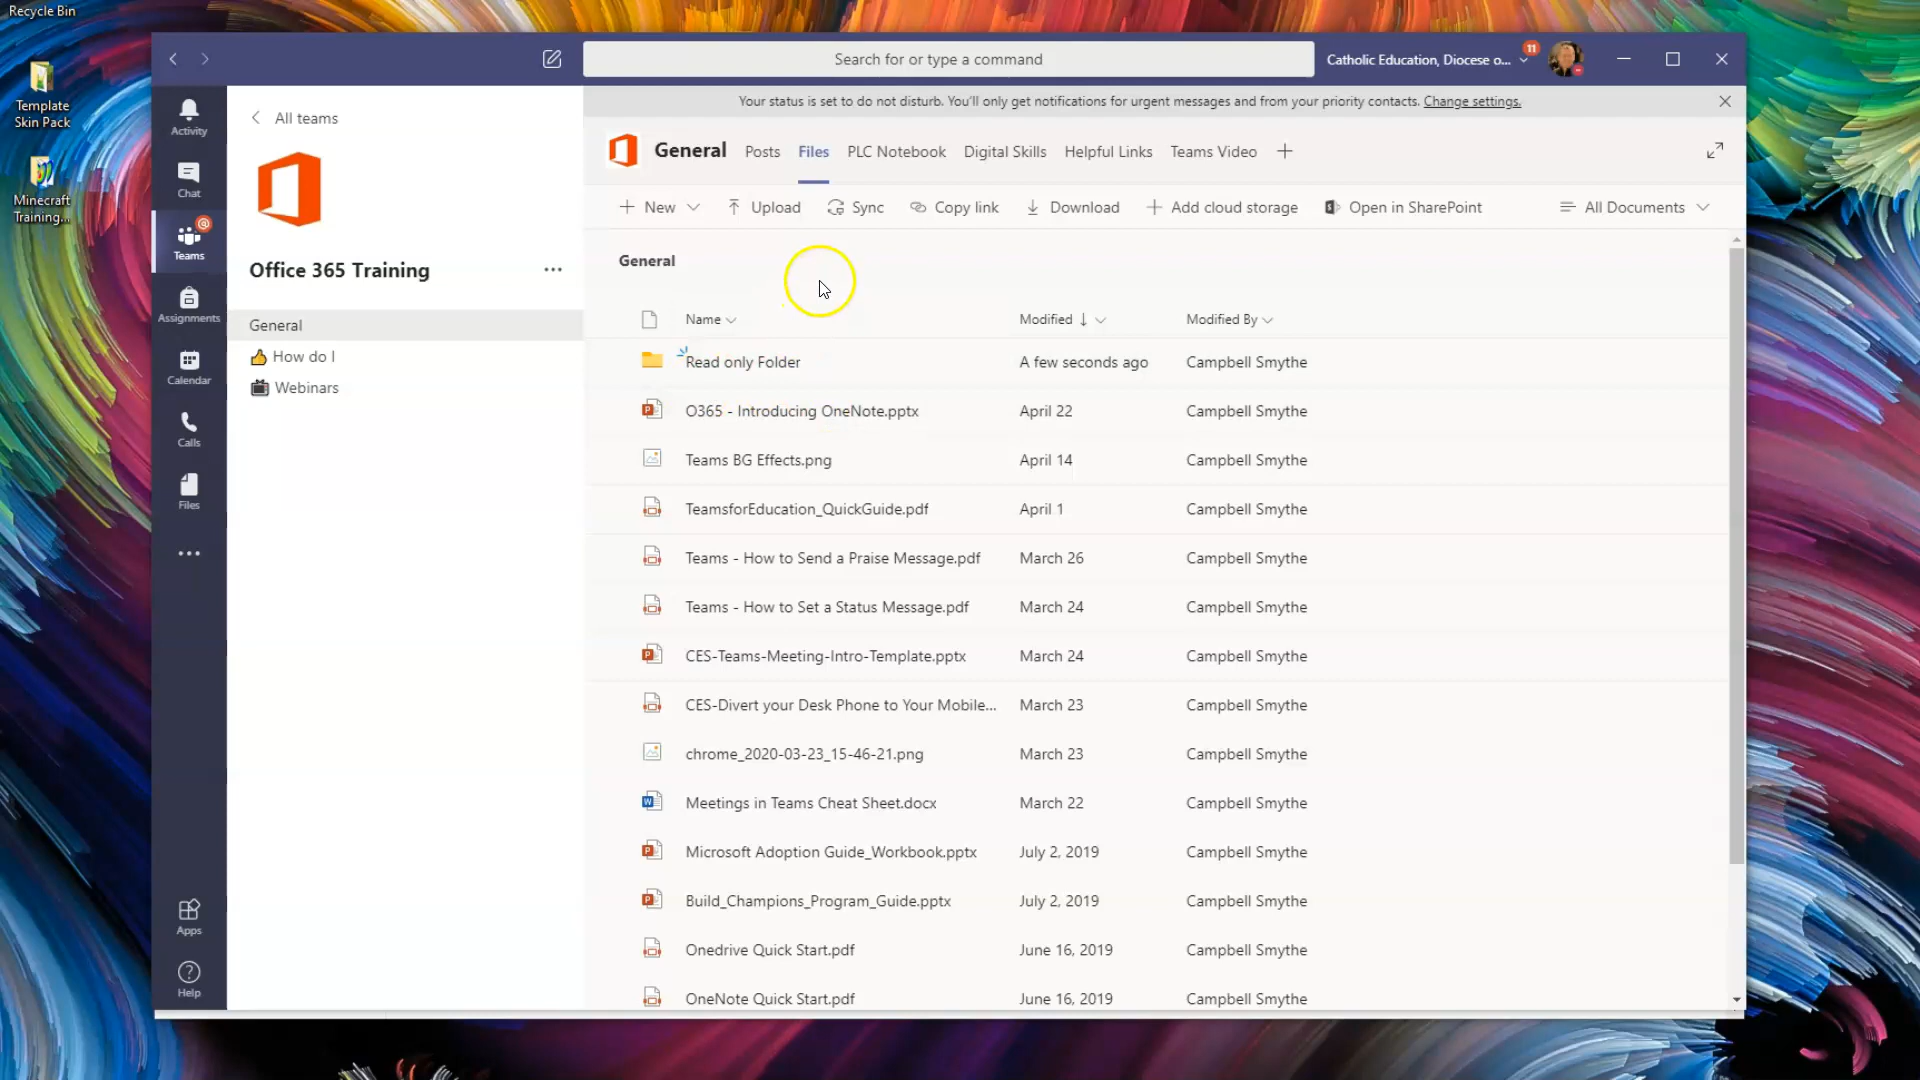 Recycle Bin
Template
Skin Pack
Minecraft
Training...
Search for or type a command
Catholic Education, Diocese o...
11
Your status is set to do not disturb. You'll only get notifications for urgent messages and from your priority contacts. Change settings.
Activity
Chat
Teams
Assignments
Calendar
Calls
Files
Apps
Help
All teams
Office 365 Training
General
How do I
Webinars
General Posts Files PLC Notebook Digital Skills Helpful Links Teams Video
New Upload Sync Copy link Download Add cloud storage Open in SharePoint All Documents
General
Name Modified Modified By
Read only Folder A few seconds ago Campbell Smythe
O365 - Introducing OneNote.pptx April 22 Campbell Smythe
Teams BG Effects.png April 14 Campbell Smythe
TeamsforEducation_QuickGuide.pdf April 1 Campbell Smythe
Teams - How to Send a Praise Message.pdf March 26 Campbell Smythe
Teams - How to Set a Status Message.pdf March 24 Campbell Smythe
CES-Teams-Meeting-Intro-Template.pptx March 24 Campbell Smythe
CES-Divert your Desk Phone to Your Mobile... March 23 Campbell Smythe
chrome_2020-03-23_15-46-21.png March 23 Campbell Smythe
Meetings in Teams Cheat Sheet.docx March 22 Campbell Smythe
Microsoft Adoption Guide_Workbook.pptx July 2, 2019 Campbell Smythe
Build_Champions_Program_Guide.pptx July 2, 2019 Campbell Smythe
Onedrive Quick Start.pdf June 16, 2019 Campbell Smythe
OneNote Quick Start.pdf June 16, 2019 Campbell Smythe